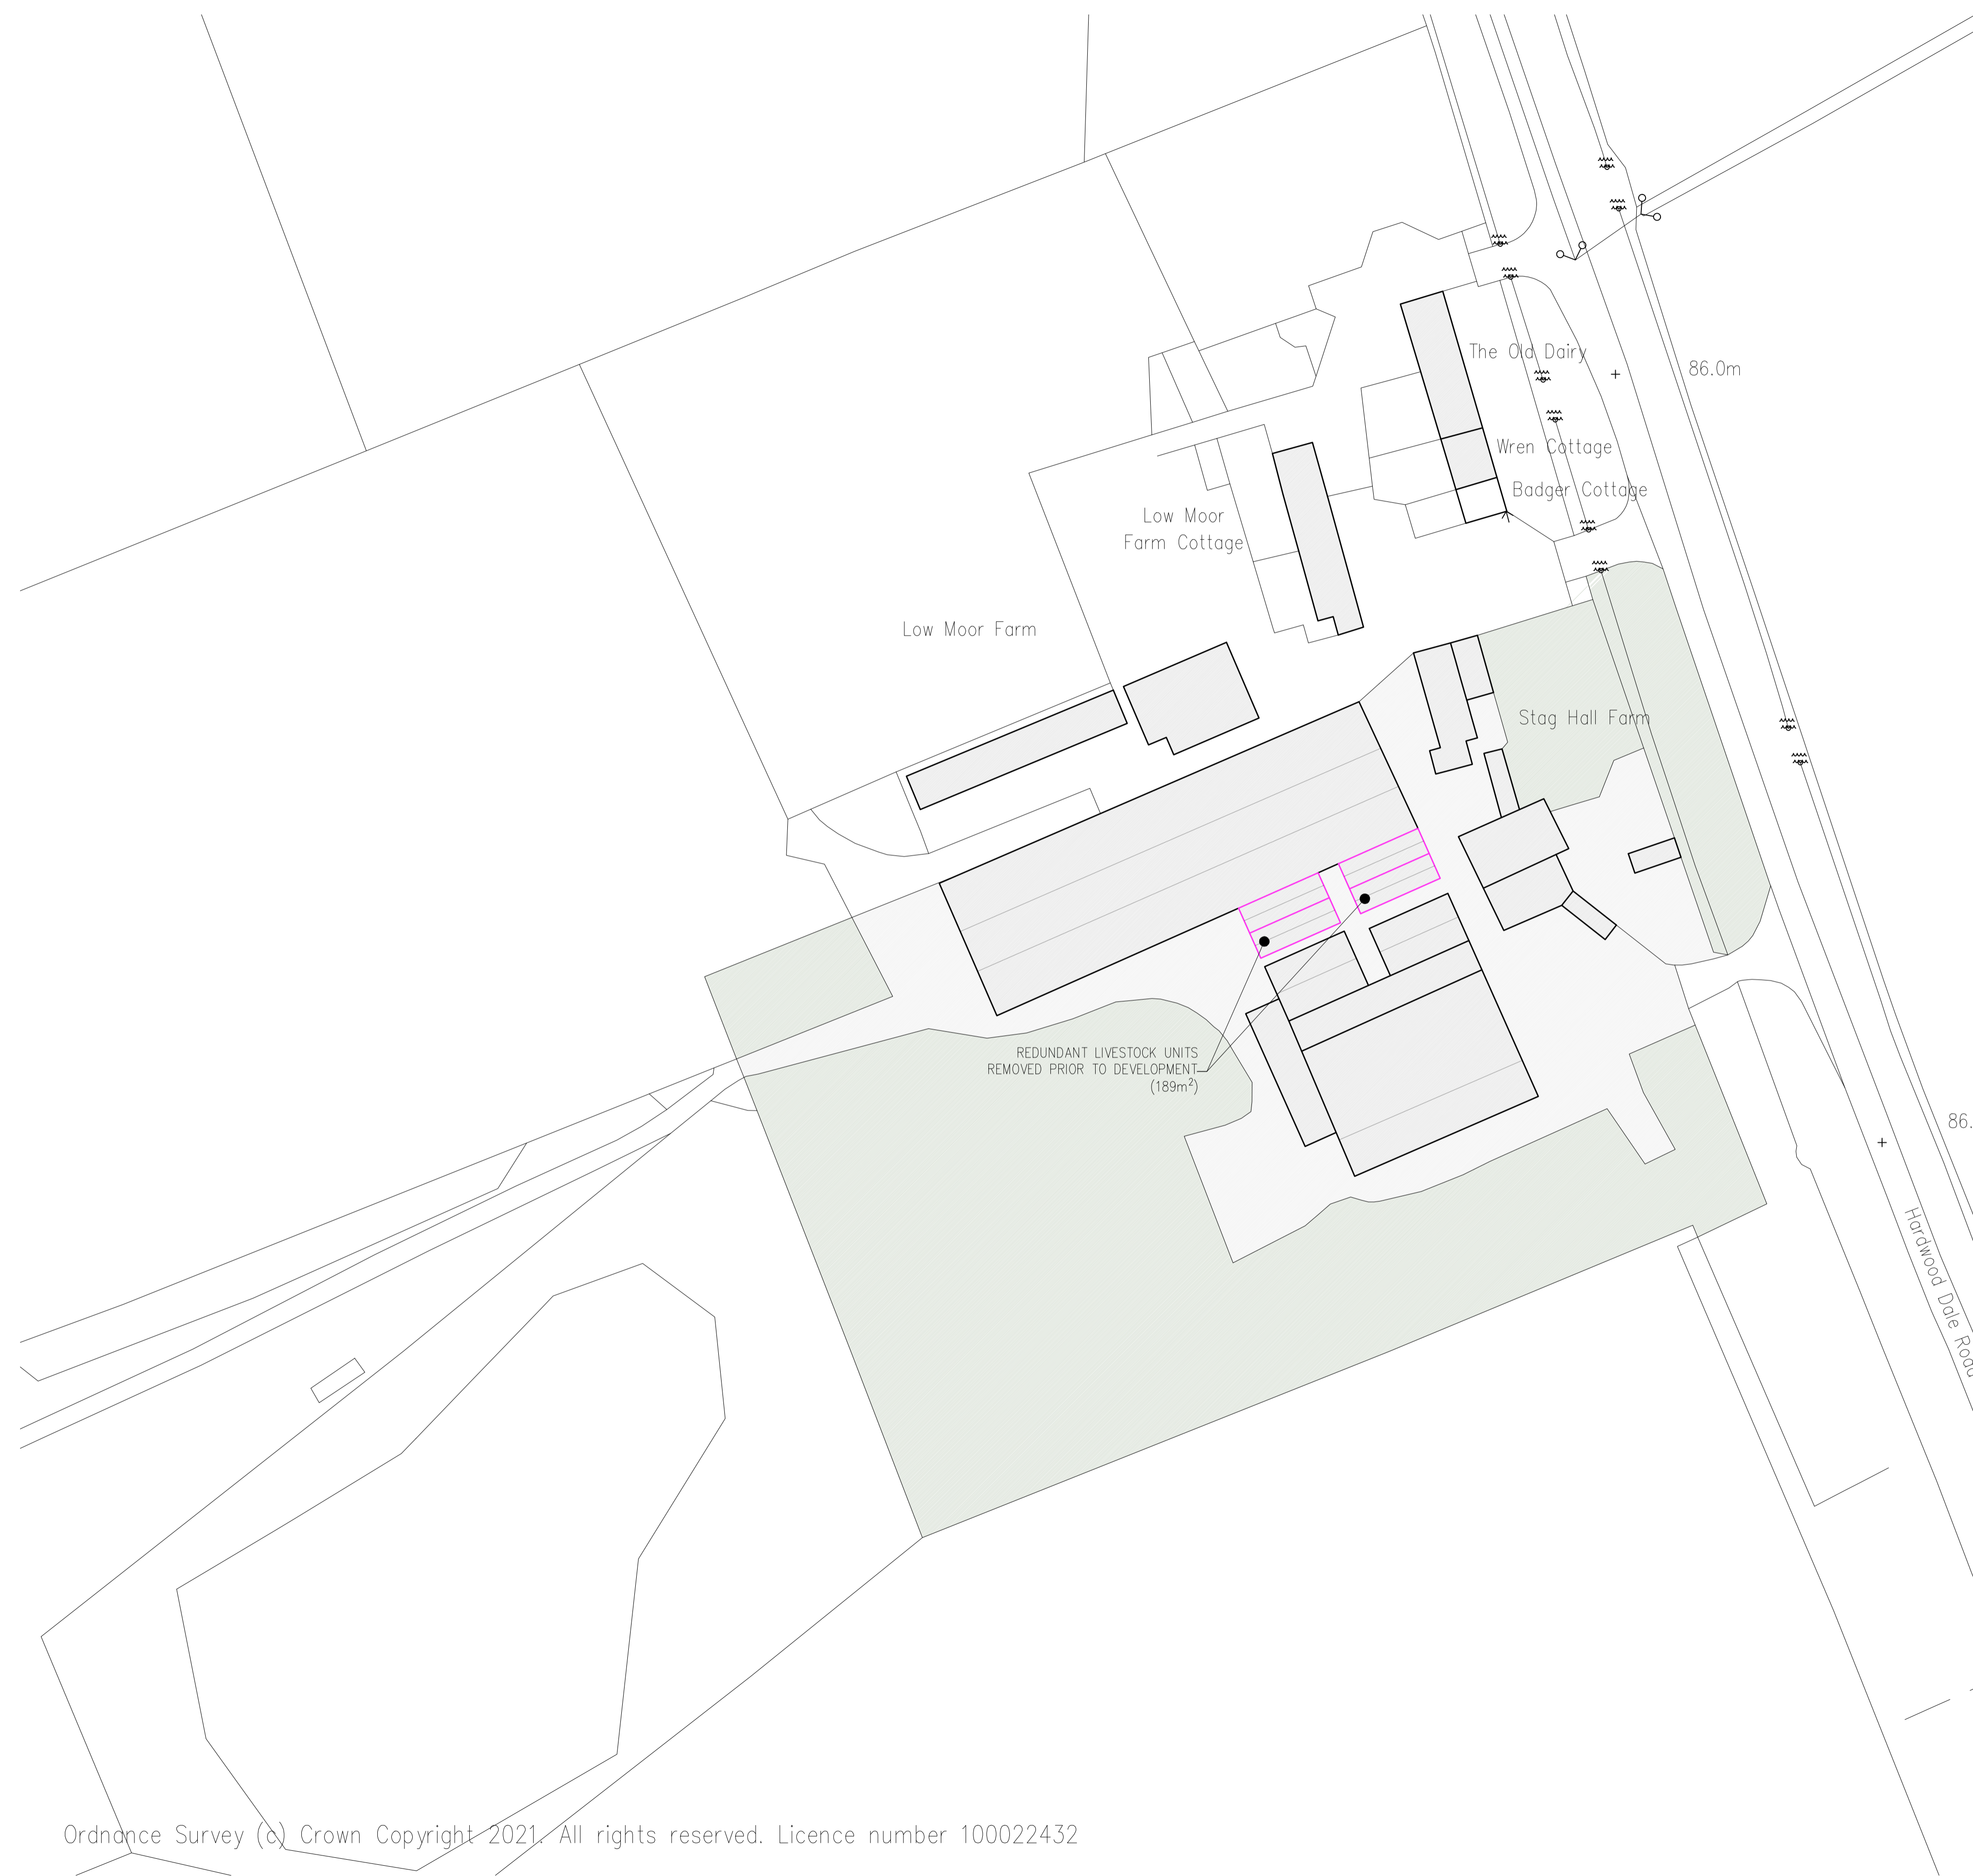 The Old Dairy
86.0m
Wren Cottage
Badger Cottage
Low Moor
Farm Cottage
Low Moor Farm
Stag Hall Farm
REDUNDANT LIVESTOCK UNITS
REMOVED PRIOR TO DEVELOPMENT
(189m²)
86.
Hardwood Dale Road
Ordnance Survey (c) Crown Copyright 2021. All rights reserved. Licence number 100022432